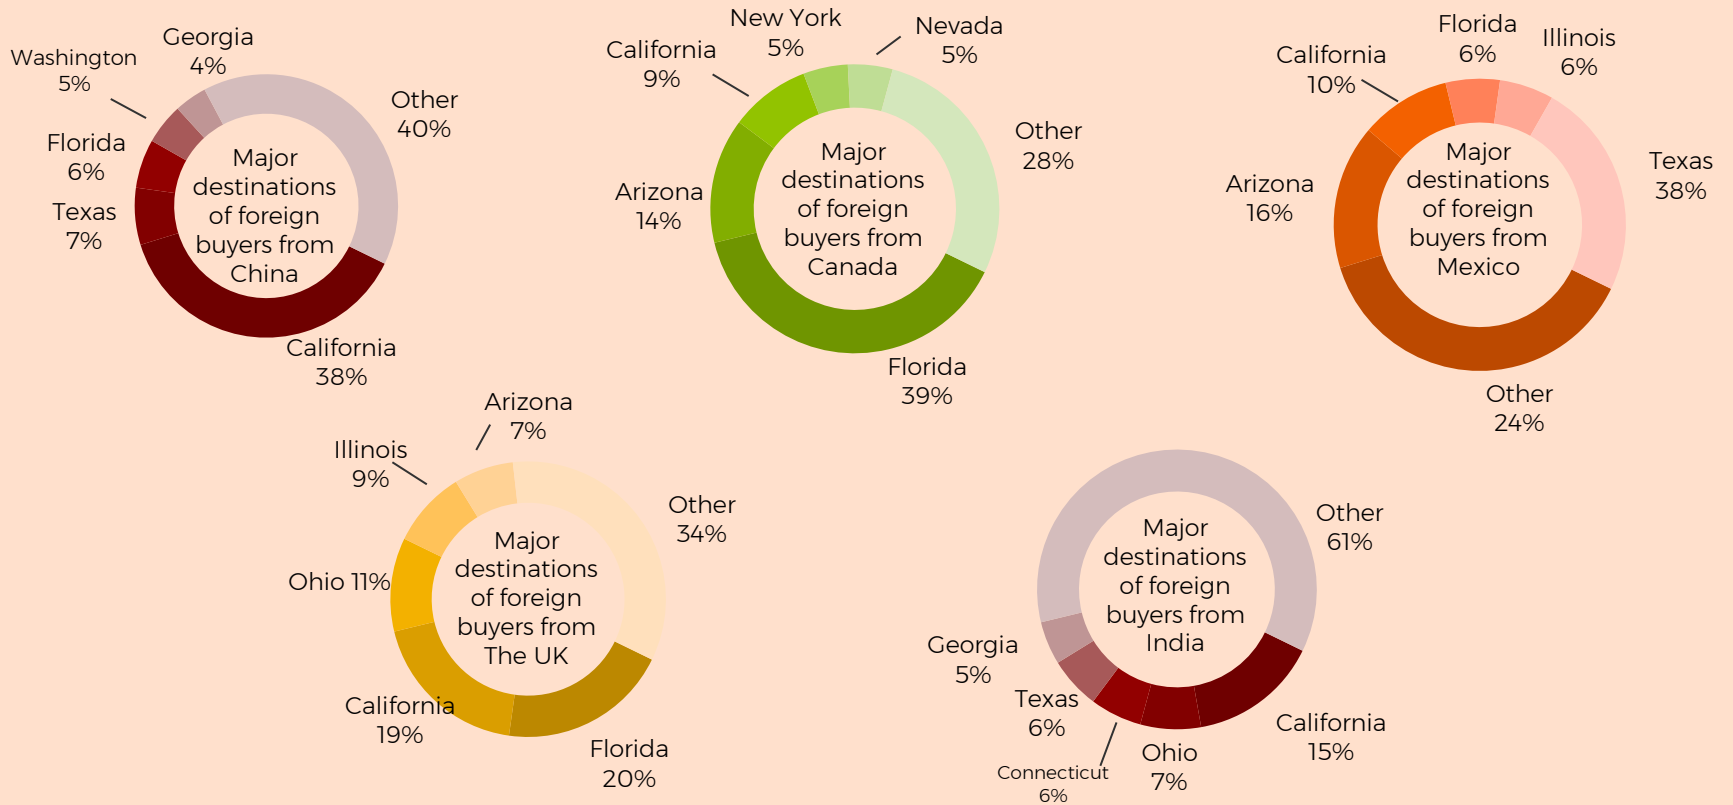 Georgia
4%
Washington
5%
Florida
6%
Texas
7%
Other
40%
Major
destinations
of foreign
buyers from
China
California
38%
New York
5%
Nevada
5%
California
9%
Arizona
14%
Other
28%
Major
destinations
of foreign
buyers from
Canada
Florida
39%
Florida
6%
Illinois
6%
California
10%
Arizona
16%
Texas
38%
Major
destinations
of foreign
buyers from
Mexico
Other
24%
Arizona
7%
Illinois
9%
Other
34%
Ohio 11%
Major
destinations
of foreign
buyers from
The UK
California
19%
Florida
20%
Other
61%
Major
destinations
of foreign
buyers from
India
Georgia
5%
Texas
6%
Connecticut
6%
Ohio
7%
California
15%